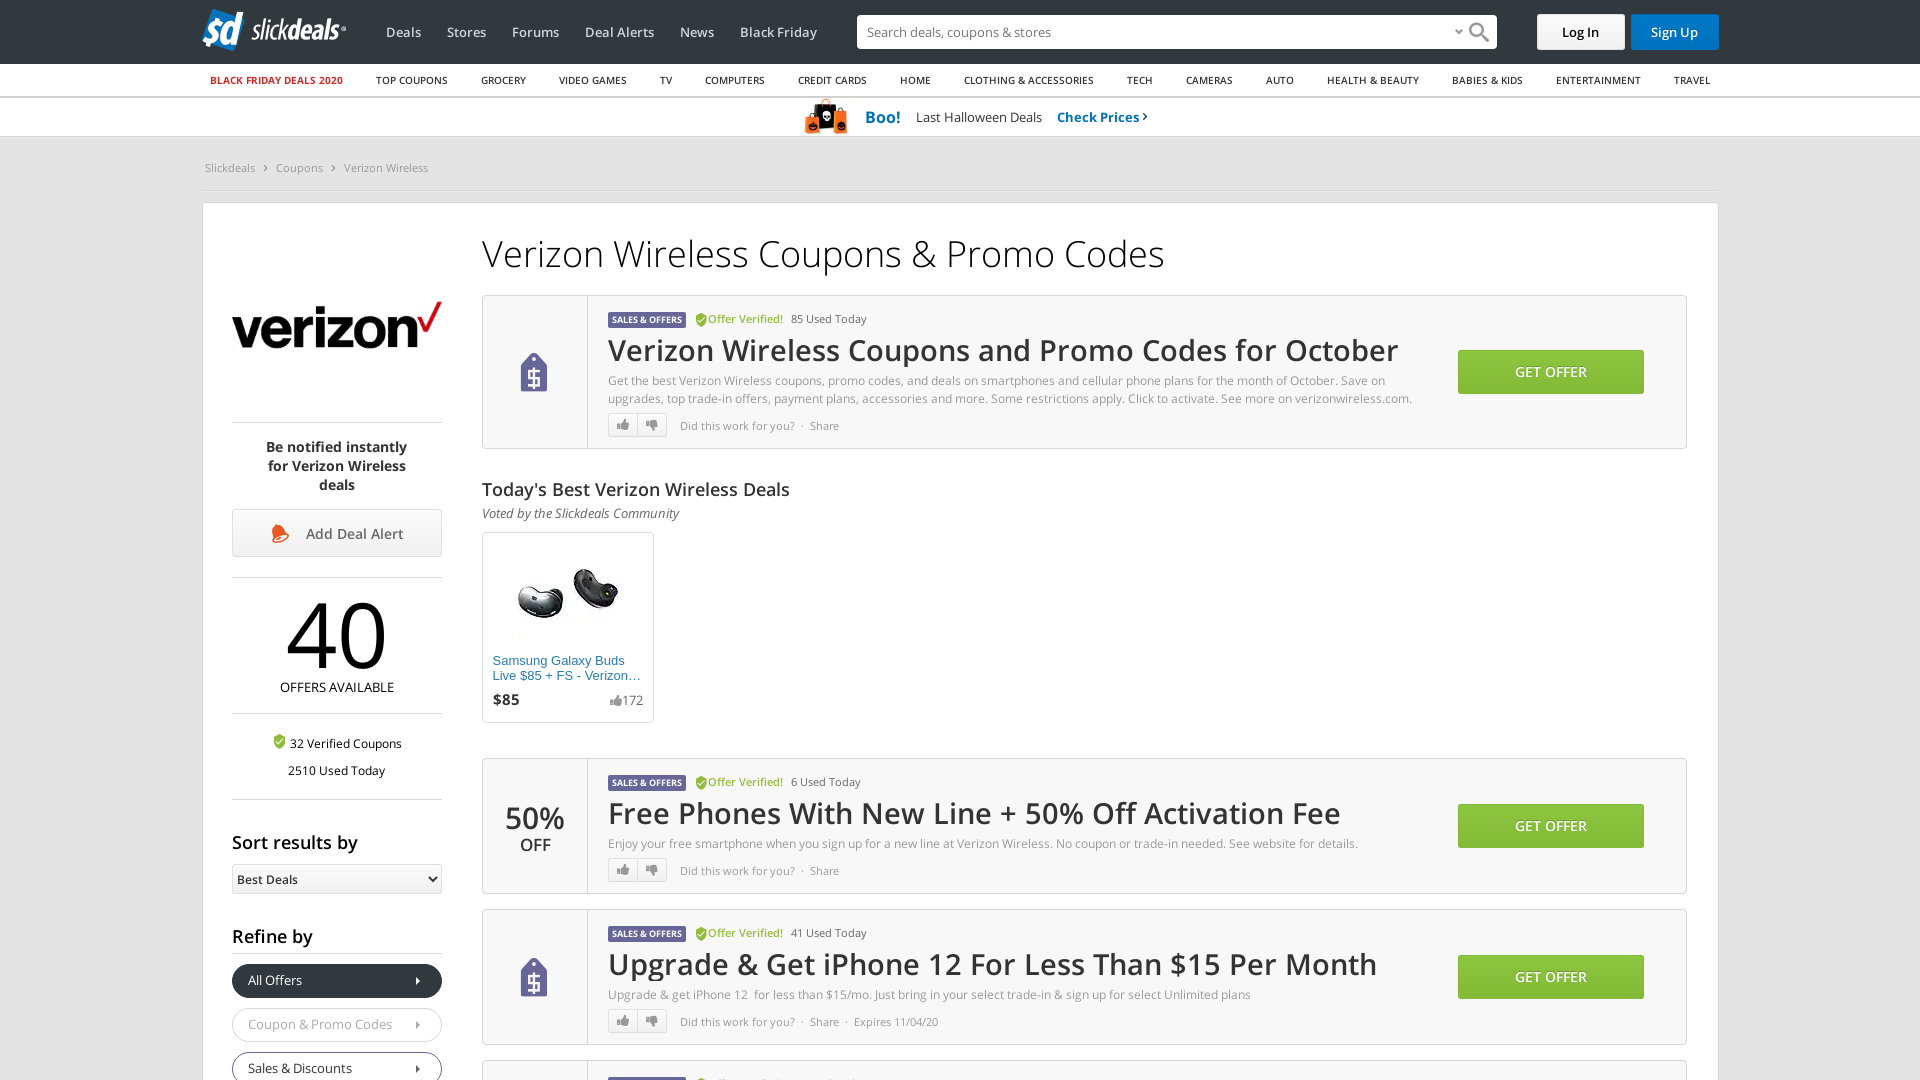 sd slickdeals
Deals
Stores
Forums
Deal Alerts
News
Black Friday
Search deals, coupons & stores
Log In
Sign Up
BLACK FRIDAY DEALS 2020
TOP COUPONS
GROCERY
VIDEO GAMES
TV
COMPUTERS
CREDIT CARDS
HOME
CLOTHING & ACCESSORIES
TECH
CAMERAS
AUTO
HEALTH & BEAUTY
BABIES & KIDS
ENTERTAINMENT
TRAVEL
Boo! Last Halloween Deals Check Prices ›
Slickdeals › Coupons › Verizon Wireless
verizon
Be notified instantly
for Verizon Wireless
deals
Add Deal Alert
40
OFFERS AVAILABLE
32 Verified Coupons
2510 Used Today
Sort results by
Best Deals
Refine by
All Offers
Coupon & Promo Codes
Sales & Discounts
Verizon Wireless Coupons & Promo Codes
$
SALES & OFFERS Offer Verified! 85 Used Today
Verizon Wireless Coupons and Promo Codes for October
Get the best Verizon Wireless coupons, promo codes, and deals on smartphones and cellular phone plans for the month of October. Save on
upgrades, top trade-in offers, payment plans, accessories and more. Some restrictions apply. Click to activate. See more on verizonwireless.com.
Did this work for you? · Share
GET OFFER
Today's Best Verizon Wireless Deals
Voted by the Slickdeals Community
Samsung Galaxy Buds
Live $85 + FS - Verizon…
$85 172
50%
OFF
SALES & OFFERS Offer Verified! 6 Used Today
Free Phones With New Line + 50% Off Activation Fee
Enjoy your free smartphone when you sign up for a new line at Verizon Wireless. No coupon or trade-in needed. See website for details.
Did this work for you? · Share
GET OFFER
$
SALES & OFFERS Offer Verified! 41 Used Today
Upgrade & Get iPhone 12 For Less Than $15 Per Month
Upgrade & get iPhone 12 for less than $15/mo. Just bring in your select trade-in & sign up for select Unlimited plans
Did this work for you? · Share · Expires 11/04/20
GET OFFER